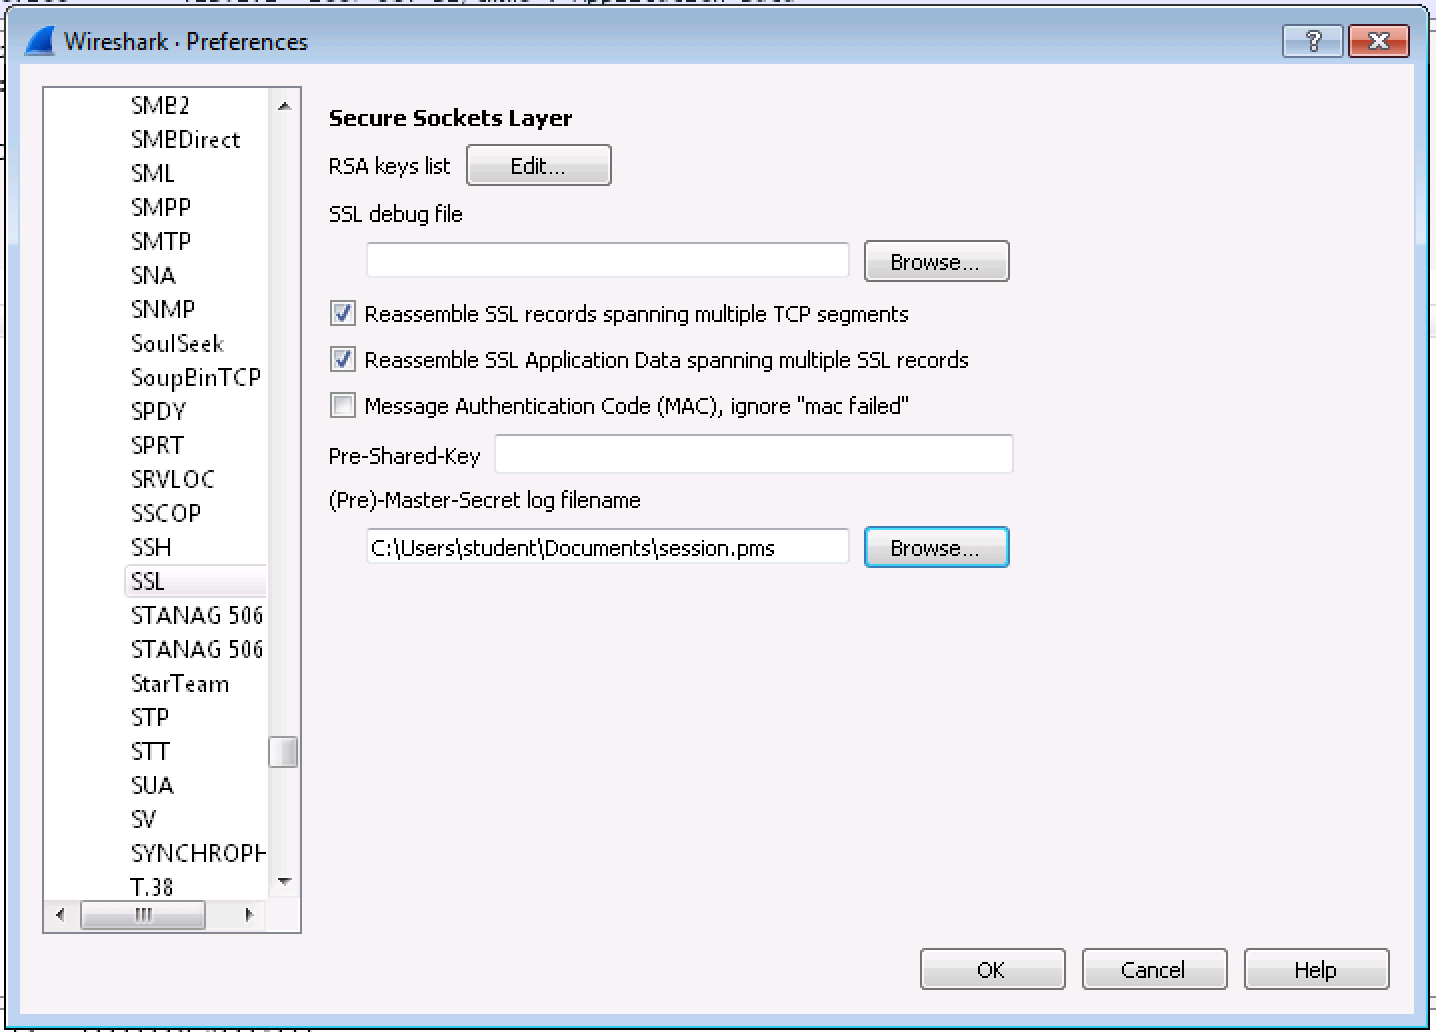 Wireshark · Preferences
SMB2
SMBDirect
SML
SMPP
SMTP
SNA
SNMP
SoulSeek
SoupBinTCP
SPDY
SPRT
SRVLOC
SSCOP
SSH
SSL
STANAG 506
STANAG 506
StarTeam
STP
STT
SUA
SV
SYNCHROPH
T.38
Secure Sockets Layer
RSA keys list Edit...
SSL debug file
Browse...
Reassemble SSL records spanning multiple TCP segments
Reassemble SSL Application Data spanning multiple SSL records
Message Authentication Code (MAC), ignore "mac failed"
Pre-Shared-Key
(Pre)-Master-Secret log filename
C:\Users\student\Documents\session.pms Browse...
OK Cancel Help